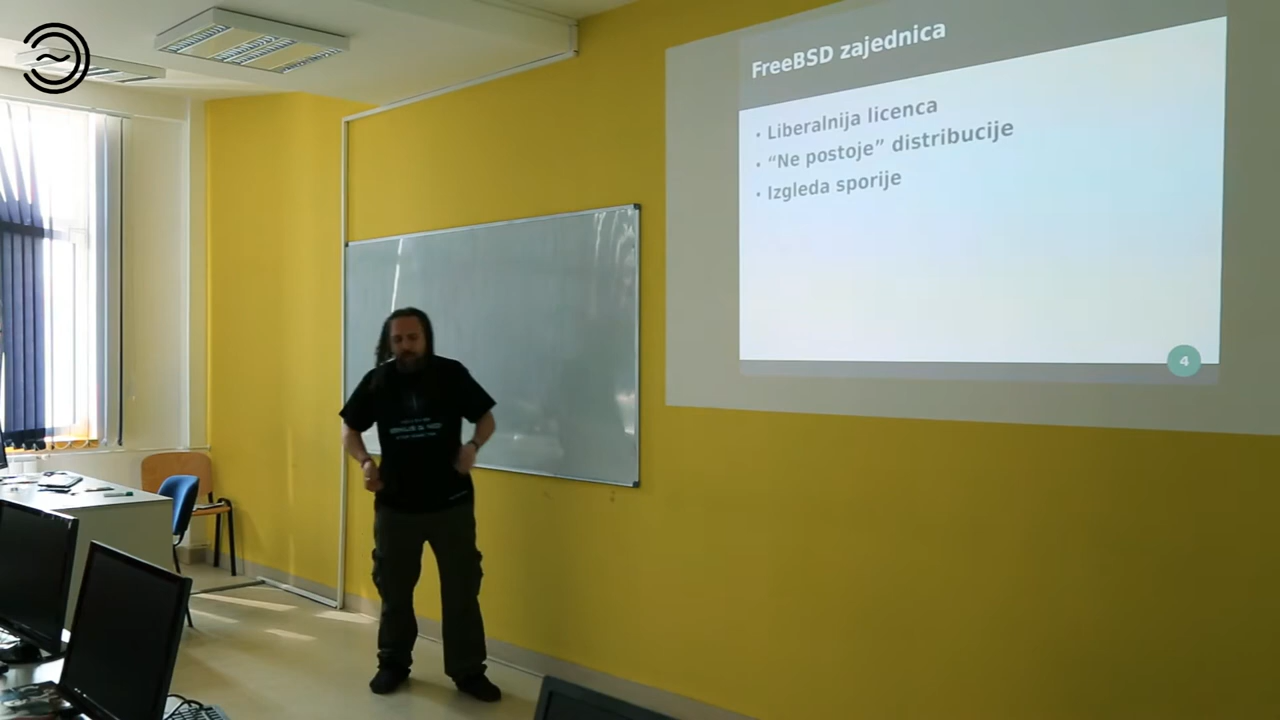 FreeBSD zajednica
• Liberalnija licenca
• “Ne postoje” distribucije
• Izgleda sporije
4